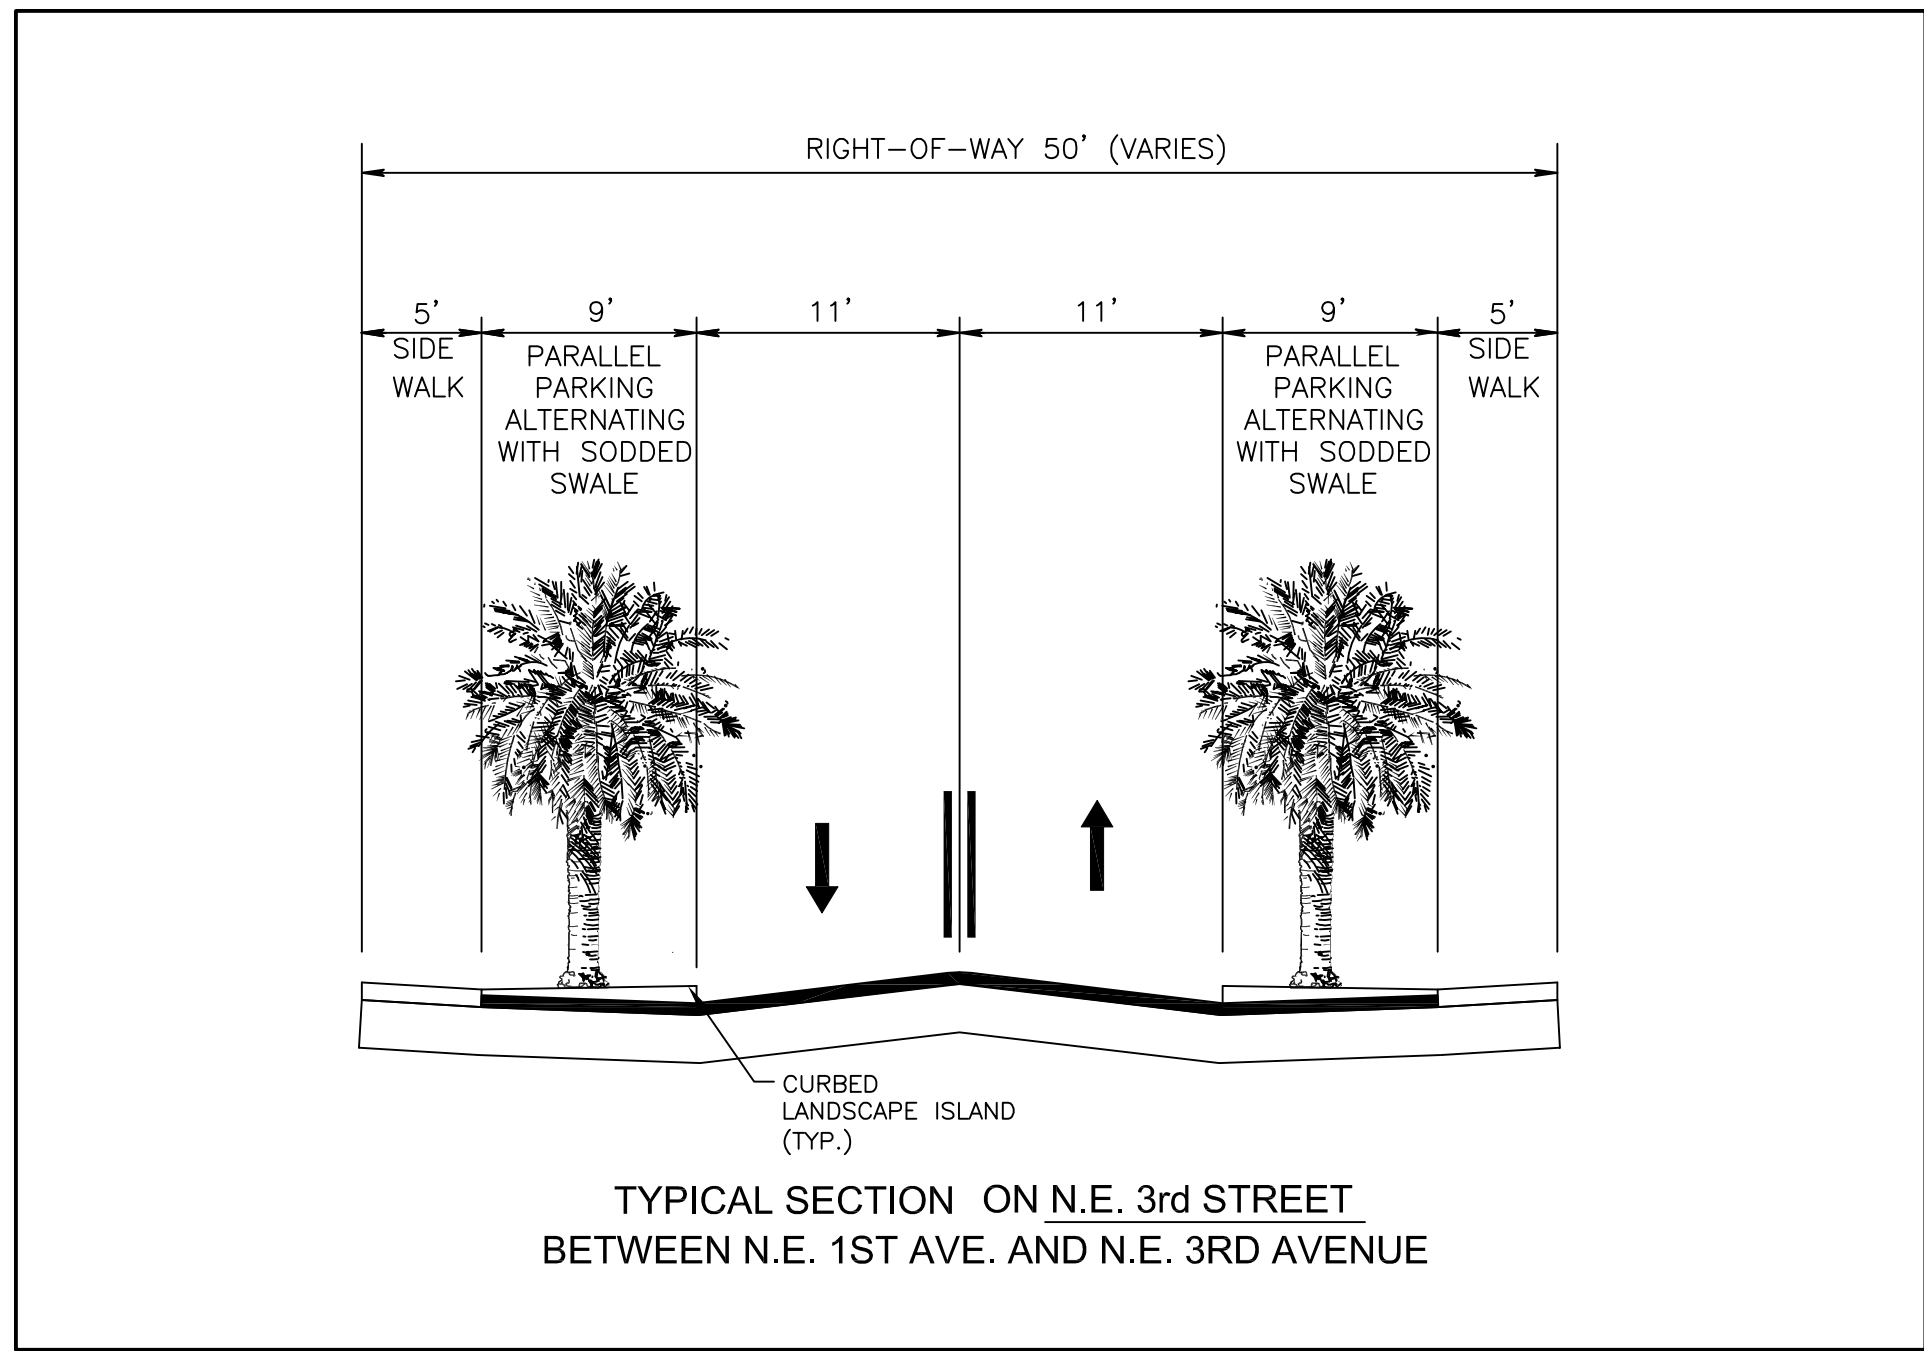 RIGHT-OF-WAY 50' (VARIES)
5' 9' 11' 11' 9' 5'
SIDE
WALK
PARALLEL
PARKING
ALTERNATING
WITH SODDED
SWALE
PARALLEL
PARKING
ALTERNATING
WITH SODDED
SWALE
SIDE
WALK
CURBED
LANDSCAPE ISLAND
(TYP.)
TYPICAL SECTION ON N.E. 3rd STREET
BETWEEN N.E. 1ST AVE. AND N.E. 3RD AVENUE